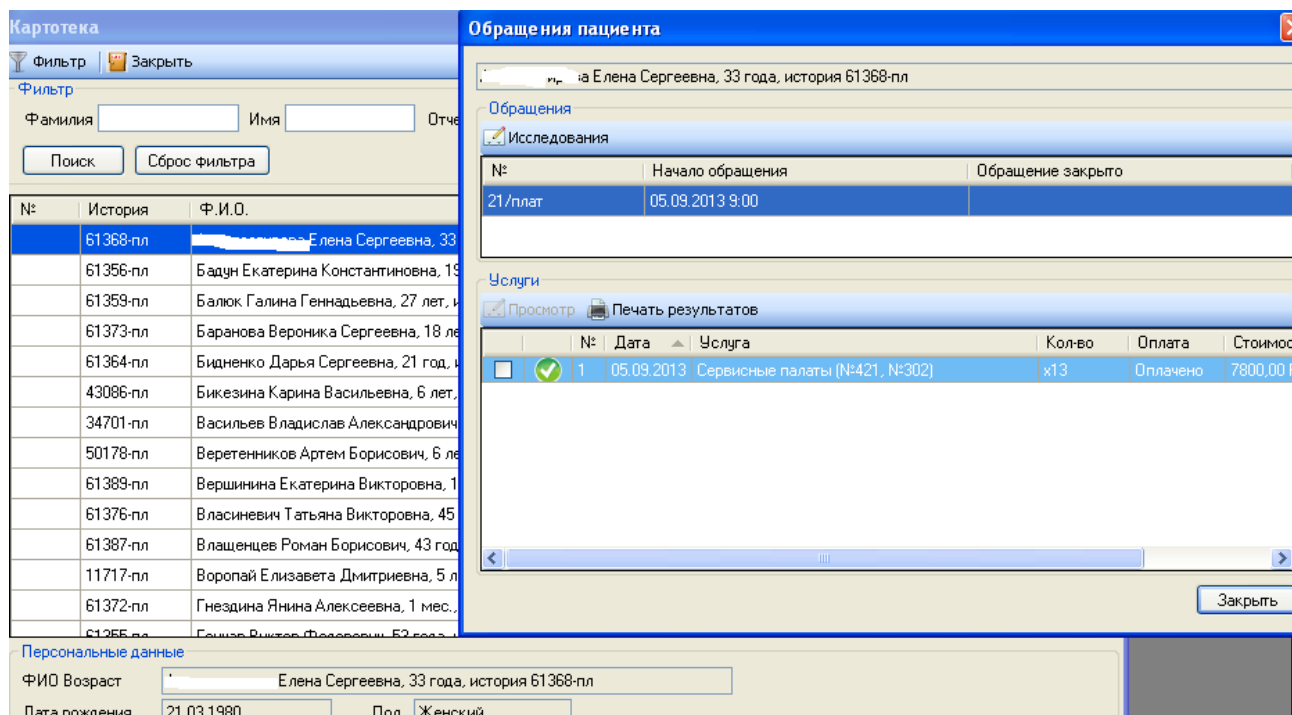 Картотека
Фильтр Закрыть
Фильтр
Фамилия Имя Отче
Поиск Сброс фильтра
№ История Ф.И.О.
61368-пл Елена Сергеевна, 33
61356-пл Бадун Екатерина Константиновна, 19
61359-пл Балюк Галина Геннадьевна, 27 лет, и
61373-пл Баранова Вероника Сергеевна, 18 ле
61364-пл Бидненко Дарья Сергеевна, 21 год, и
43086-пл Бикезина Карина Васильевна, 6 лет,
34701-пл Васильев Владислав Александрович
50178-пл Веретенников Артем Борисович, 6 ле
61389-пл Вершинина Екатерина Викторовна, 1
61376-пл Власиневич Татьяна Викторовна, 45
61387-пл Влащенцев Роман Борисович, 43 год
11717-пл Воропай Елизавета Дмитриевна, 5 л
61372-пл Гнездина Янина Алексеевна, 1 мес.,
Персональные данные
ФИО Возраст Елена Сергеевна, 33 года, история 61368-пл
Дата рождения 21.03.1980 Пол Женский
Обращения пациента
ва Елена Сергеевна, 33 года, история 61368-пл
Обращения
Исследования
№ Начало обращения Обращение закрыто
21/плат 05.09.2013 9:00
Услуги
Просмотр Печать результатов
№ Дата Услуга Кол-во Оплата Стоимос
1 05.09.2013 Сервисные палаты (№421, №302) x13 Оплачено 7800,00
Закрыть